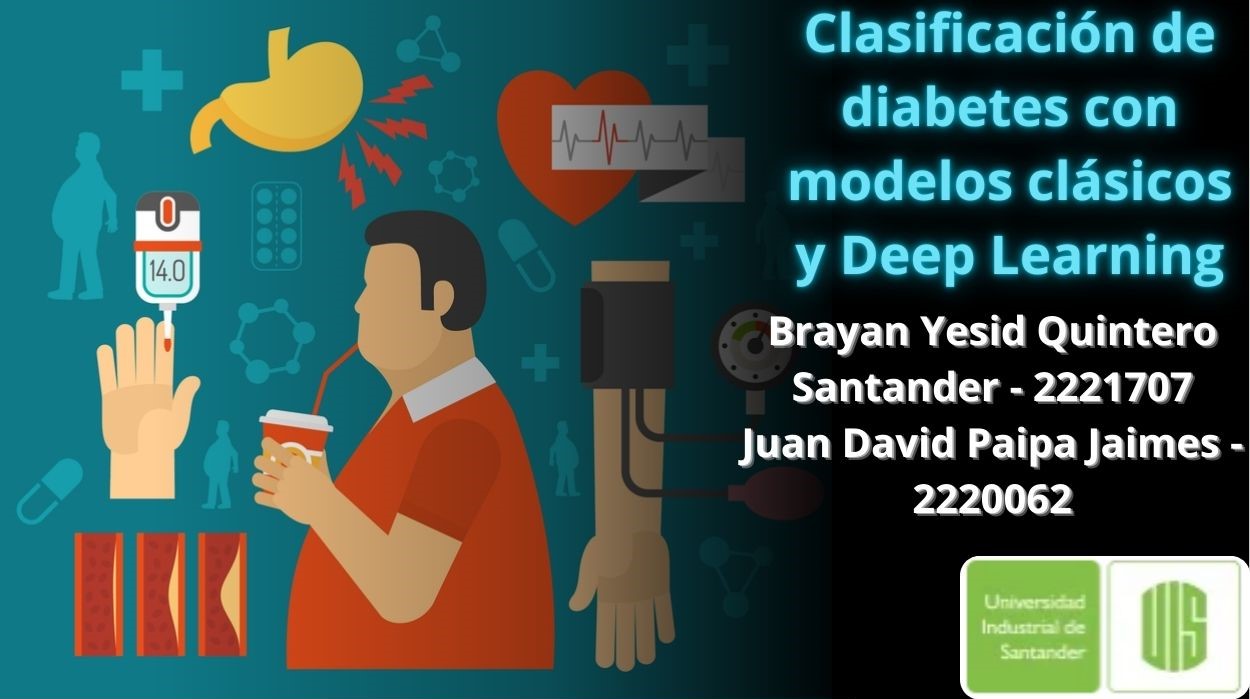 Clasificación de
diabetes con
modelos clásicos
y Deep Learning
Brayan Yesid Quintero
Santander - 2221707
Juan David Paipa Jaimes -
2220062
14.0
Universidad
Industrial de
Santander
UIS